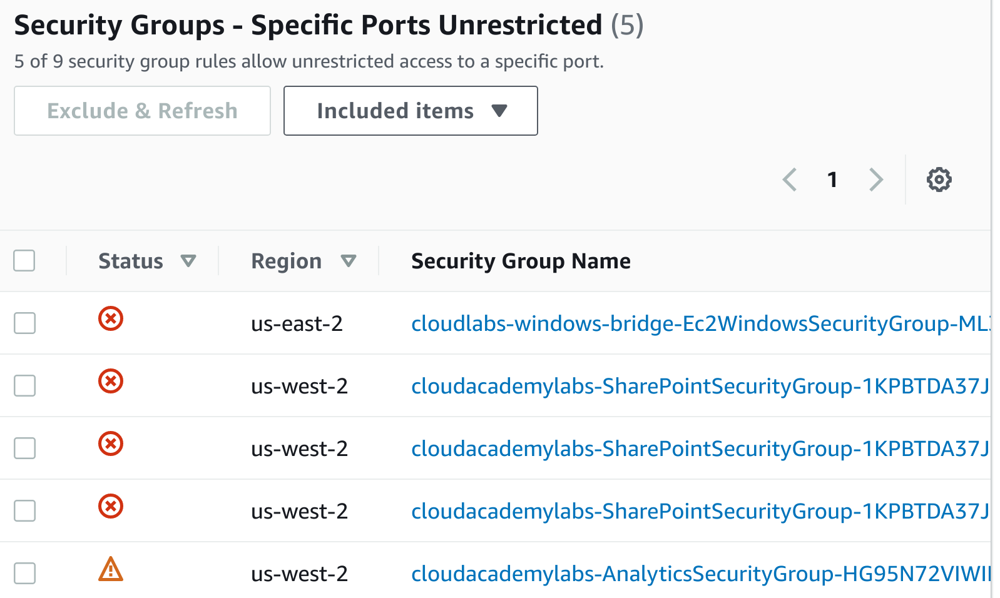 Security Groups - Specific Ports Unrestricted (5)
5 of 9 security group rules allow unrestricted access to a specific port.
Exclude & Refresh
Included items
1
Status
Region
Security Group Name
us-east-2
cloudlabs-windows-bridge-Ec2WindowsSecurityGroup-ML
us-west-2
cloudacademylabs-SharePointSecurityGroup-1KPBTDA37J
us-west-2
cloudacademylabs-SharePointSecurityGroup-1KPBTDA37J
us-west-2
cloudacademylabs-SharePointSecurityGroup-1KPBTDA37J
us-west-2
cloudacademylabs-AnalyticsSecurityGroup-HG95N72VIWI